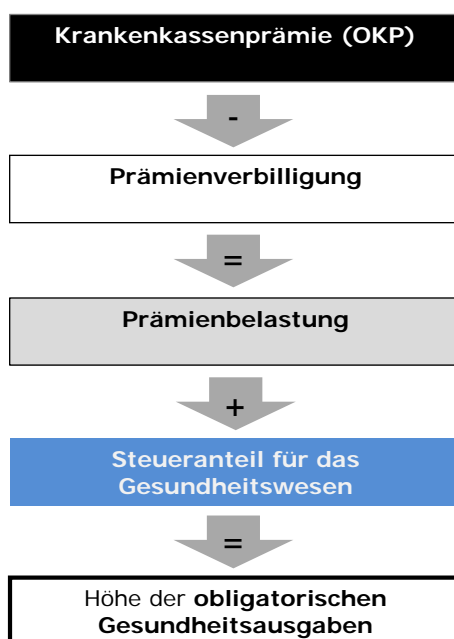 Krankenkassenprämie (OKP)
-
Prämienverbilligung
=
Prämienbelastung
+
Steueranteil für das
Gesundheitswesen
=
Höhe der obligatorischen
Gesundheitsausgaben